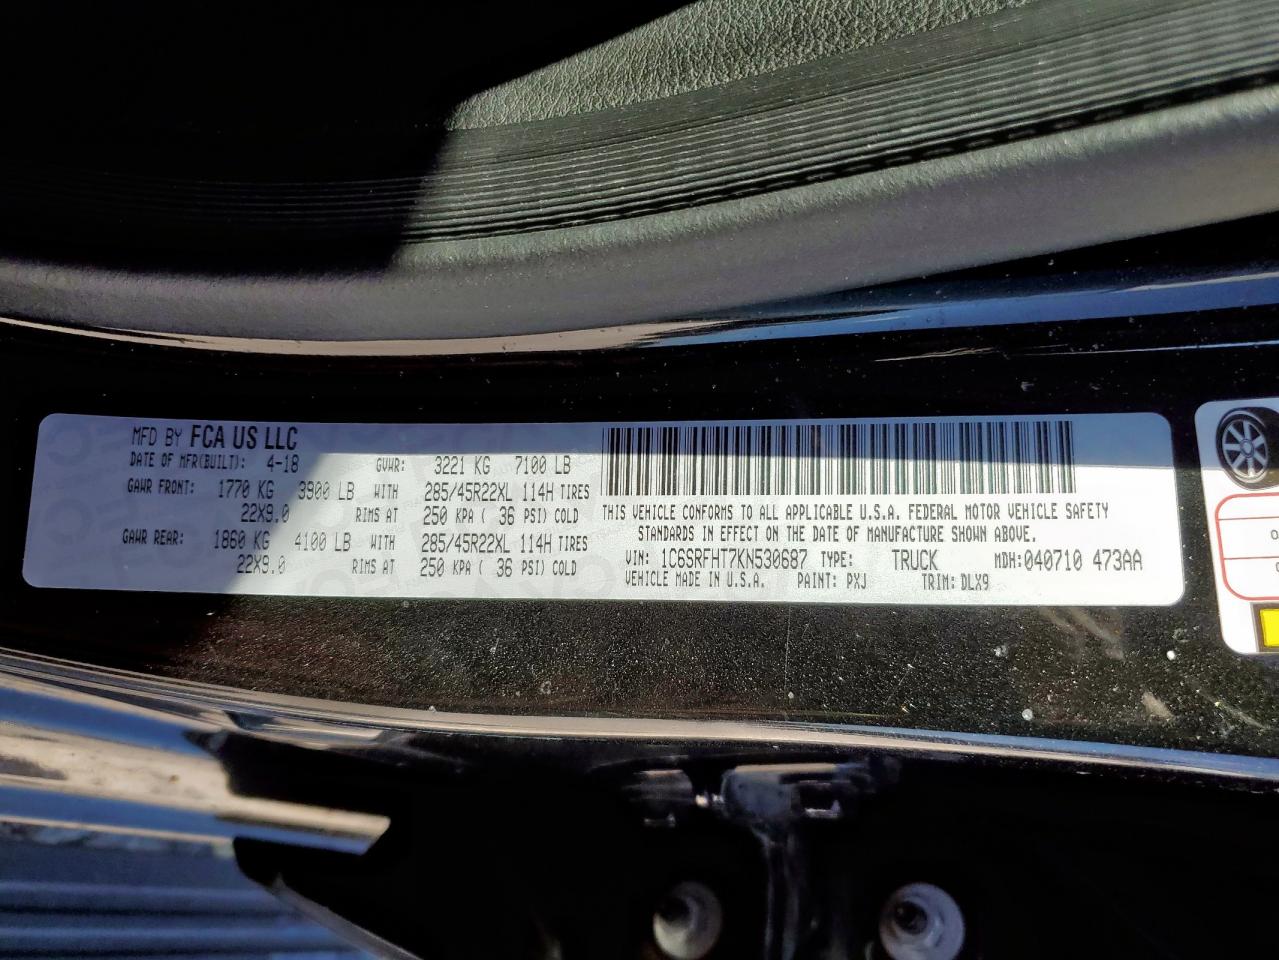 MFD BY FCA US LLC
DATE OF MFR(BUILT): 4-18 GVWR: 3221 KG 7100 LB
GAWR FRONT: 1770 KG 3900 LB WITH 285/45R22XL 114H TIRES
22X9.0 RIMS AT 250 KPA ( 36 PSI) COLD
GAWR REAR: 1860 KG 4100 LB WITH 285/45R22XL 114H TIRES
22X9.0 RIMS AT 250 KPA ( 36 PSI) COLD
THIS VEHICLE CONFORMS TO ALL APPLICABLE U.S.A. FEDERAL MOTOR VEHICLE SAFETY
STANDARDS IN EFFECT ON THE DATE OF MANUFACTURE SHOWN ABOVE.
VIN: 1C6SRFHT7KN530687 TYPE: TRUCK MDH: 040710 473AA
VEHICLE MADE IN U.S.A. PAINT: PXJ TRIM: DLX9